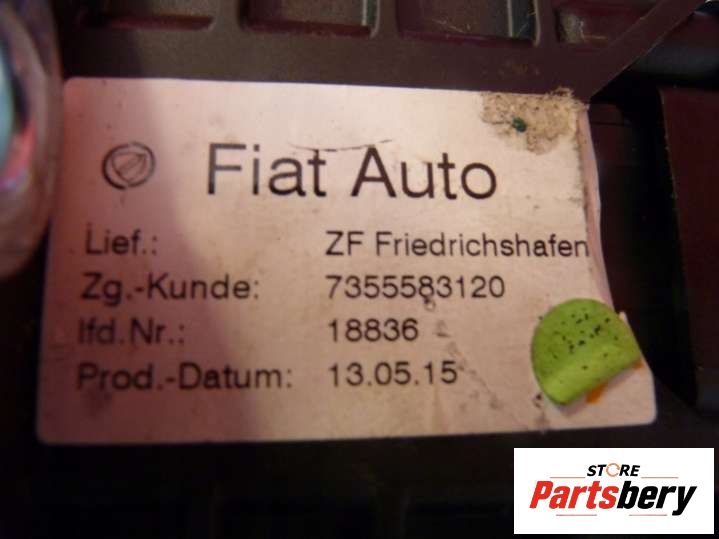 Fiat Auto
Lief.: ZF Friedrichshafen
Zg.-Kunde: 7355583120
lfd.Nr.: 18836
Prod.-Datum: 13.05.15
STORE
Partsbery